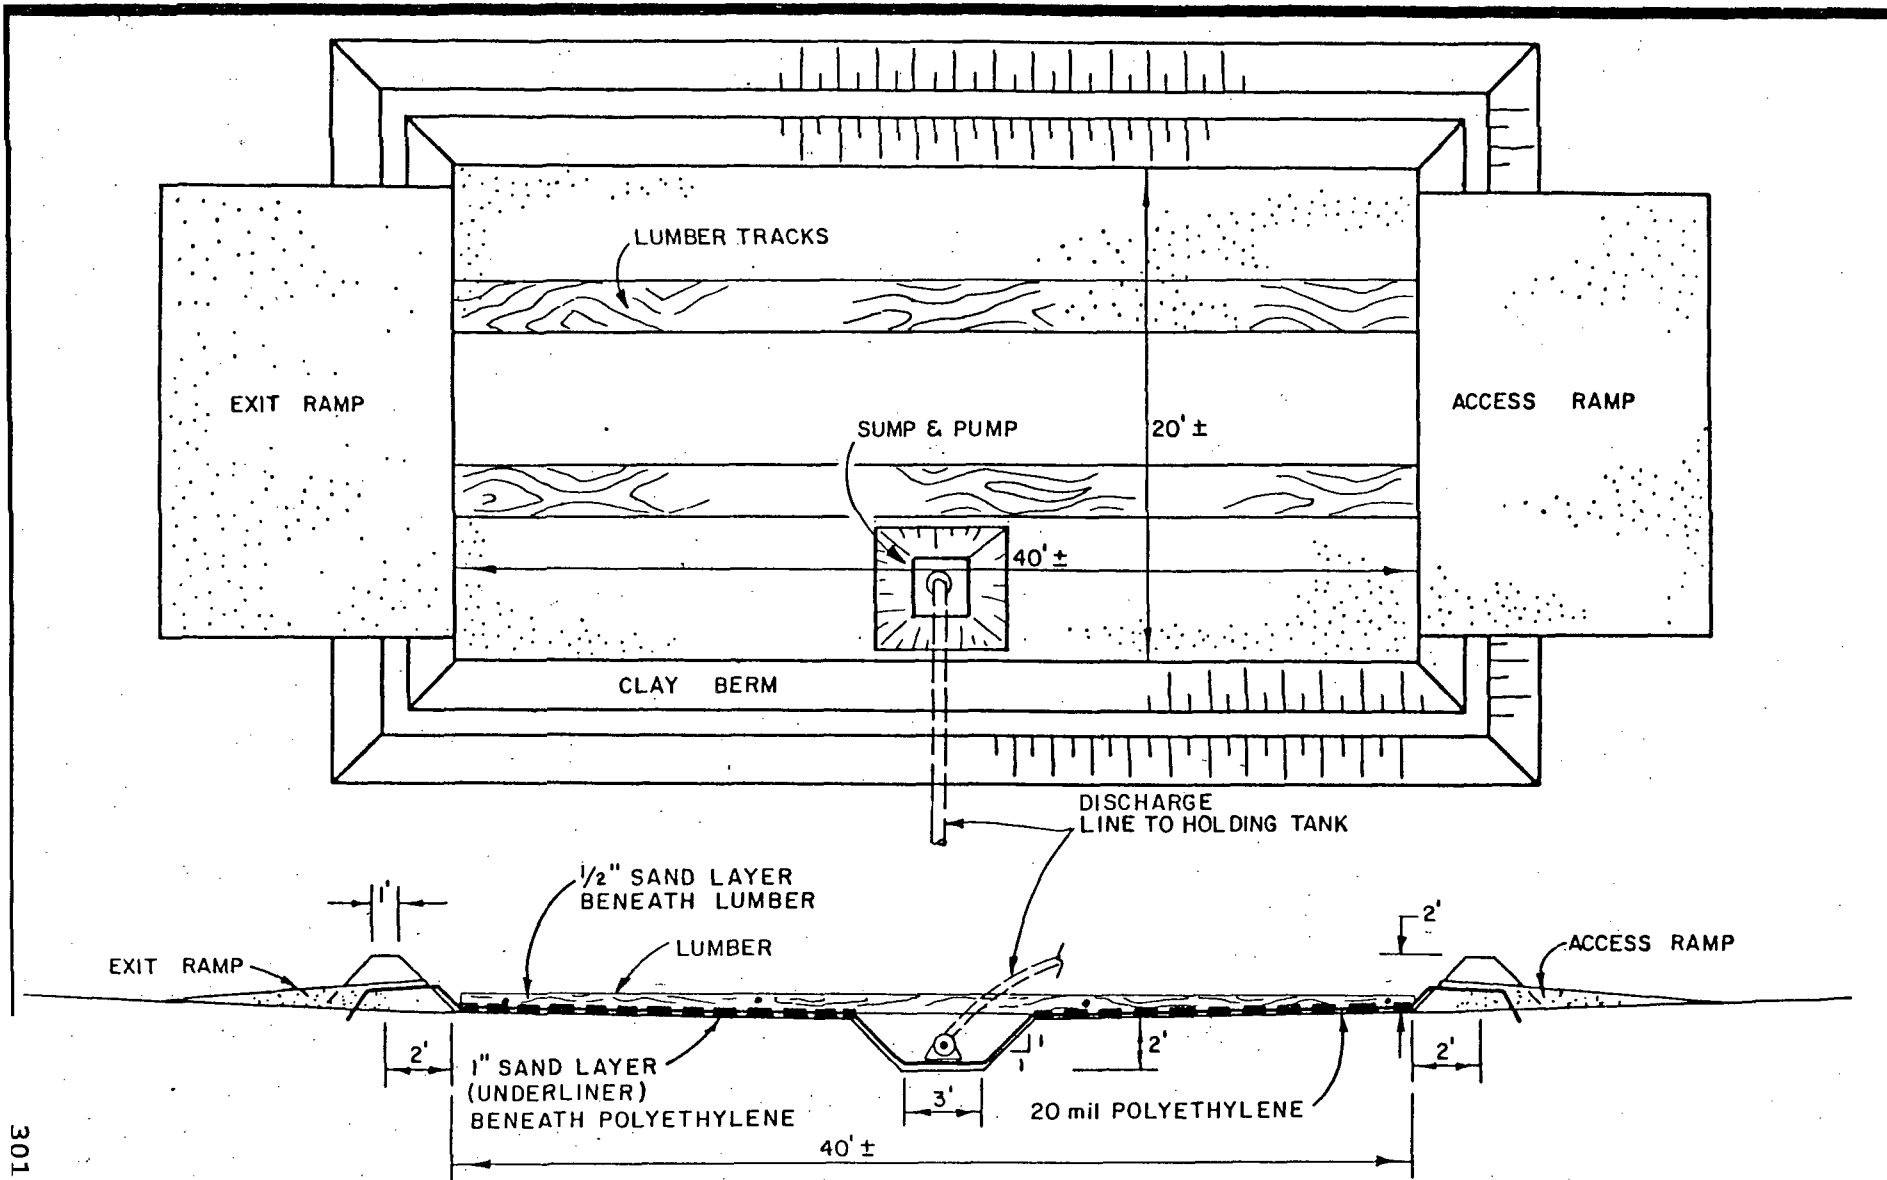 LUMBER TRACKS
EXIT RAMP
ACCESS RAMP
SUMP & PUMP
20' ±
40' ±
CLAY BERM
DISCHARGE
LINE TO HOLDING TANK
1/2" SAND LAYER
BENEATH LUMBER
1'
2'
LUMBER
EXIT RAMP
ACCESS RAMP
2'
1"  SAND LAYER
(UNDERLINER)
BENEATH POLYETHYLENE
3'
1'
1
2'
2'
20 mil POLYETHYLENE
40' ±
301